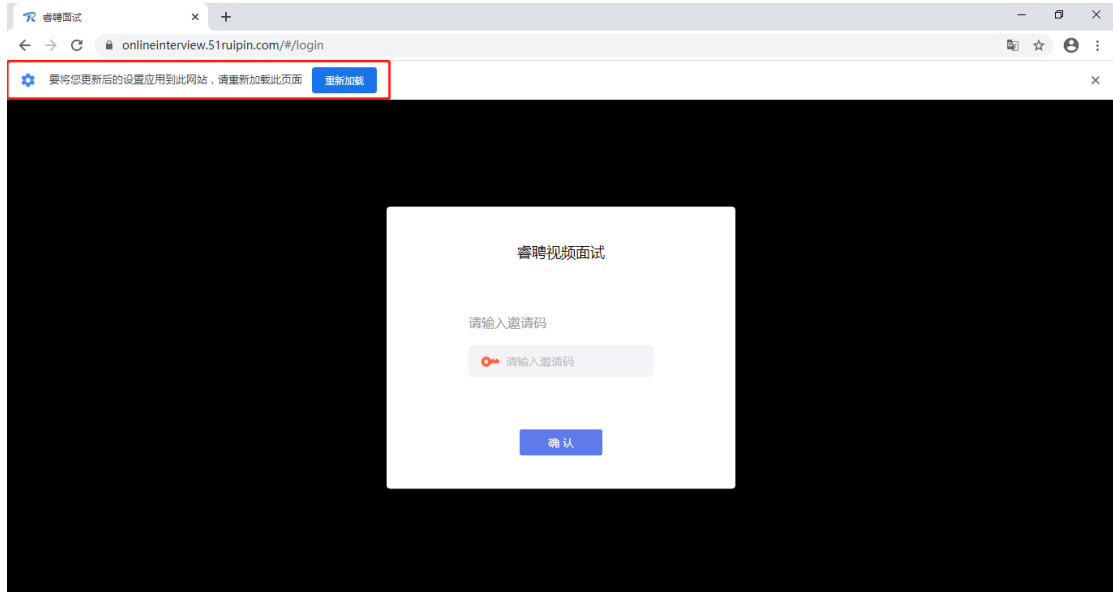 睿聘面试
onlineinterview.51ruipin.com/#/login
要将您更新后的设置应用到此网站，请重新加载此页面
重新加载
睿聘视频面试
请输入邀请码
请输入邀请码
确 认